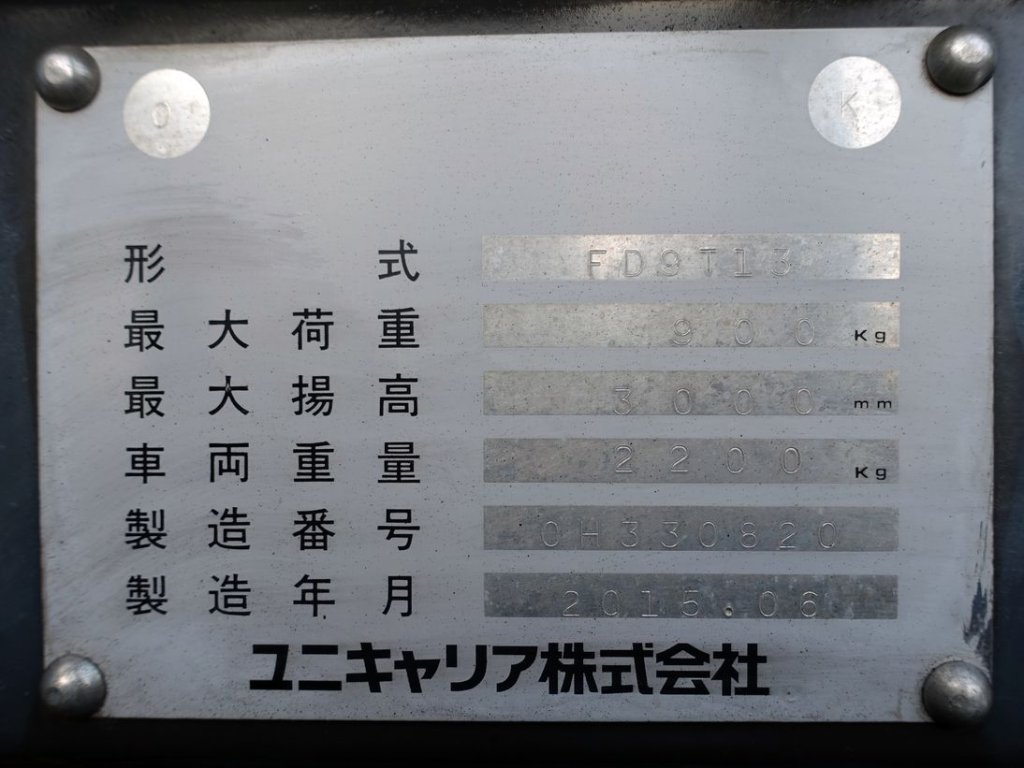 O K
形式 FD9T13
最大荷重 900 Kg
最大揚高 3000 mm
車両重量 2200 Kg
製造番号 0H330820
製造年月 2015.06
ユニキャリア株式会社